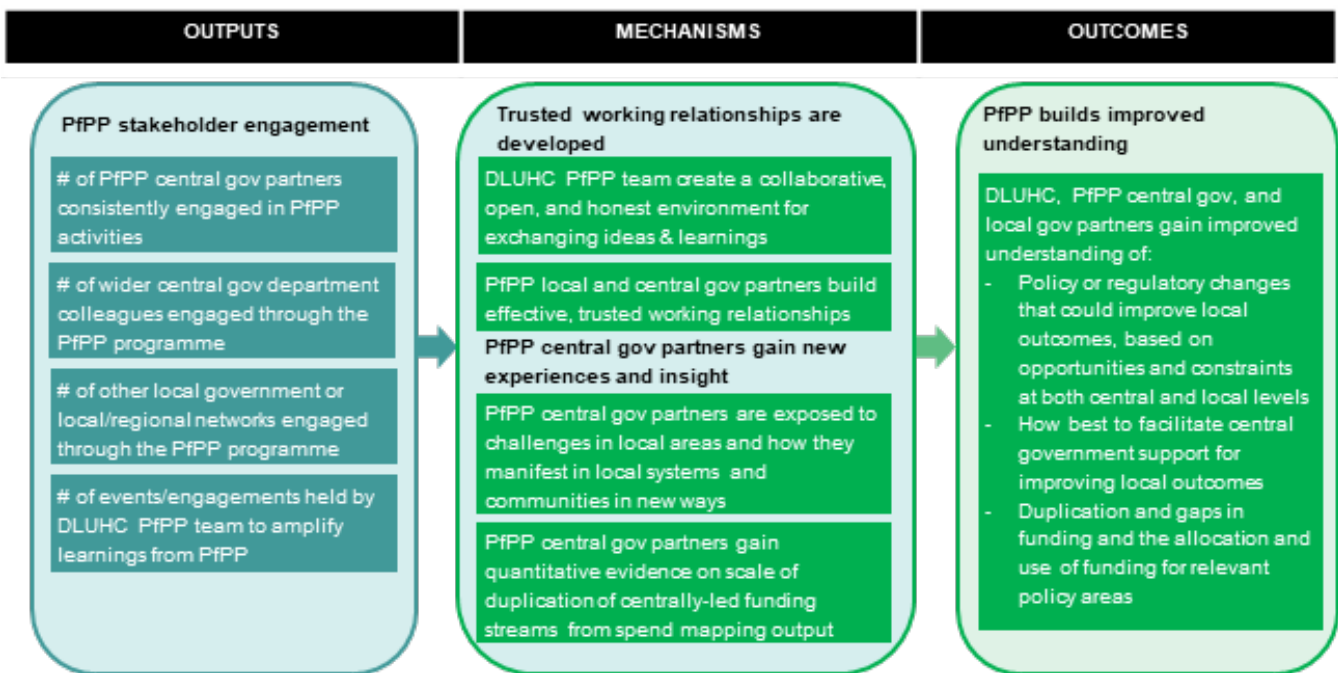 OUTPUTS
MECHANISMS
OUTCOMES
PfPP stakeholder engagement
# of PfPP central gov partners
consistently engaged in PfPP
activities
# of wider central gov department
colleagues engaged through the
PfPP programme
# of other local government or
local/regional networks engaged
through the PfPP programme
# of events/engagements held by
DLUHC PfPP team to amplify
learnings from PfPP
Trusted working relationships are
developed
DLUHC PfPP team create a collaborative,
open, and honest environment for
exchanging ideas & learnings
PfPP local and central gov partners build
effective, trusted working relationships
PfPP central gov partners gain new
experiences and insight
PfPP central gov partners are exposed to
challenges in local areas and how they
manifest in local systems and
communities in new ways
PfPP central gov partners gain
quantitative evidence on scale of
duplication of centrally-led funding
streams from spend mapping output
PfPP builds improved
understanding
DLUHC, PfPP central gov, and
local gov partners gain improved
understanding of:
- Policy or regulatory changes
that could improve local
outcomes, based on
opportunities and constraints
at both central and local levels
- How best to facilitate central
government support for
improving local outcomes
- Duplication and gaps in
funding and the allocation and
use of funding for relevant
policy areas